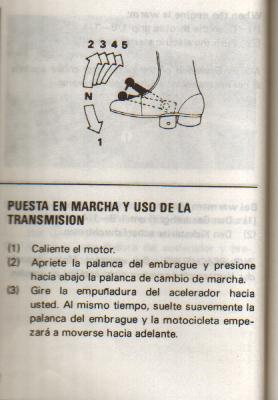 2 3 4 5
N
1
PUESTA EN MARCHA Y USO DE LA
TRANSMISION
(1) Caliente el motor.
(2) Apriete la palanca del embrague y presione
hacia abajo la palanca de cambio de marcha.
(3) Gire la empuñadura del acelerador hacia
usted. Al mismo tiempo, suelte suavemente la
palanca del embrague y la motocicleta empe-
zará a moverse hacia adelante.